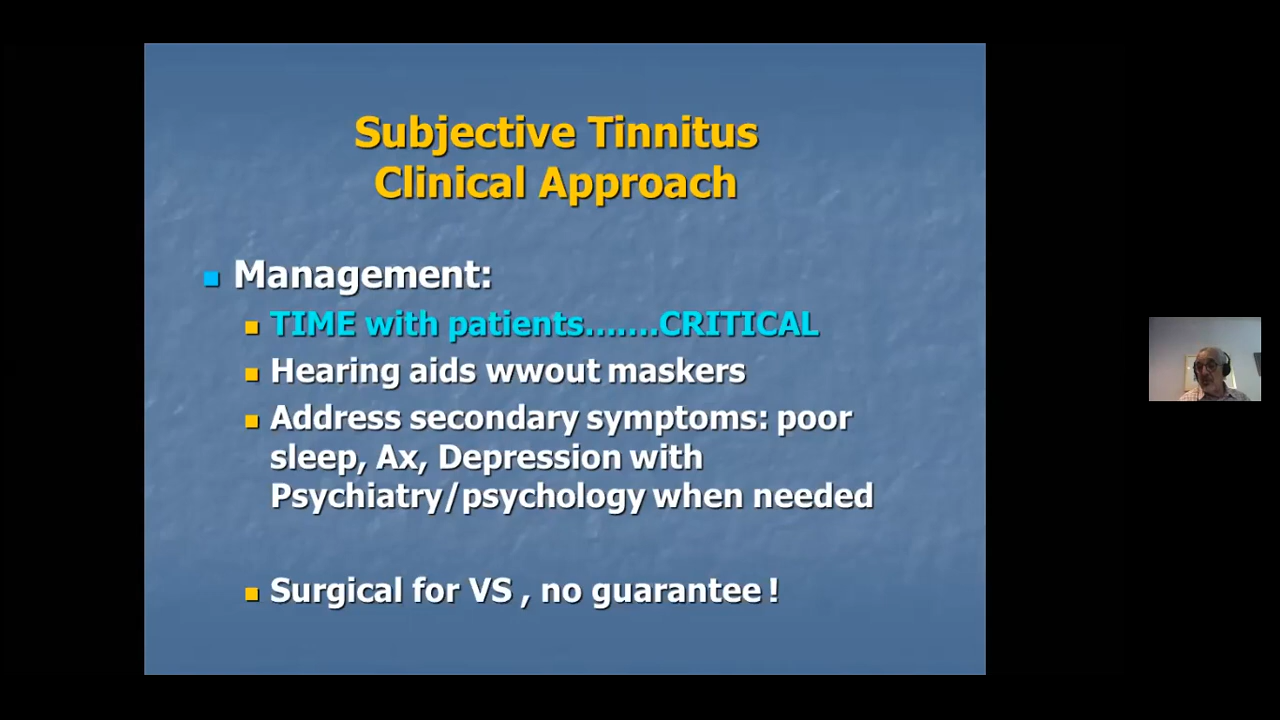 Subjective Tinnitus
Clinical Approach
Management:
TIME with patients.......CRITICAL
Hearing aids wwout maskers
Address secondary symptoms: poor
sleep, Ax, Depression with
Psychiatry/psychology when needed
Surgical for VS , no guarantee !